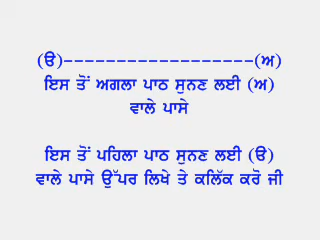 (ੳ)------------------(ਅ)
ਇਸ ਤੋਂ ਅਗਲਾ ਪਾਠ ਸੁਨਣ ਲਈ (ਅ)
ਵਾਲੇ ਪਾਸੇ
ਇਸ ਤੋਂ ਪਹਿਲਾ ਪਾਠ ਸੁਨਣ ਲਈ (ੳ)
ਵਾਲੇ ਪਾਸੇ ਉੱਪਰ ਲਿਖੇ ਤੇ ਕਲਿੱਕ ਕਰੋ ਜੀ